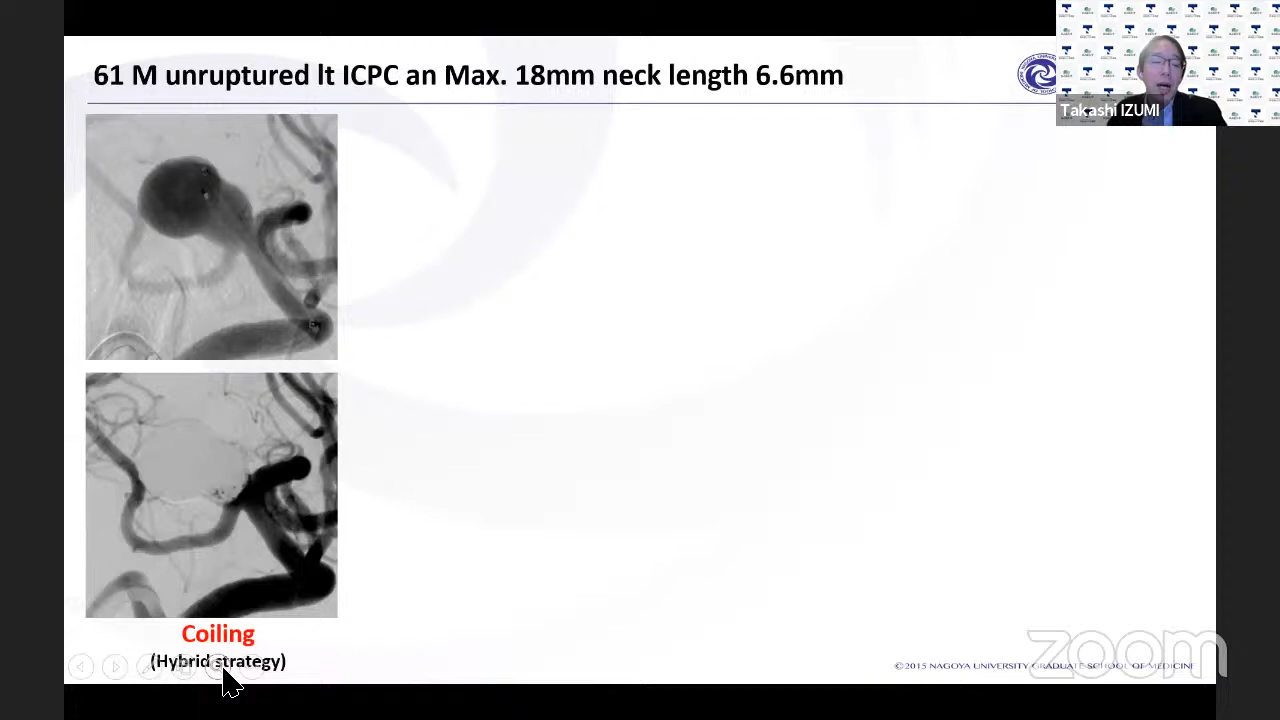 61 M unruptured lt ICPC an Max. 18mm neck length 6.6mm
Takashi IZUMI
Coiling
(Hybrid strategy)
©2015 NAGOYA UNIVERSITY GRADUATE SCHOOL OF MEDICINE
zoom